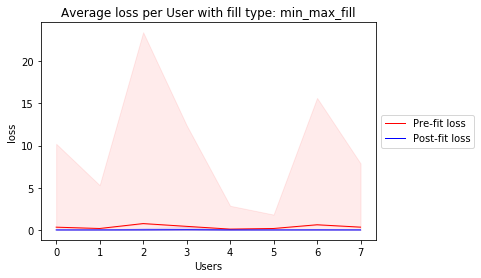 Average loss per User with fill type: min_max_fill
loss
20
15
10
5
0
0 1 2 3 4 5 6 7
Users
Pre-fit loss
Post-fit loss